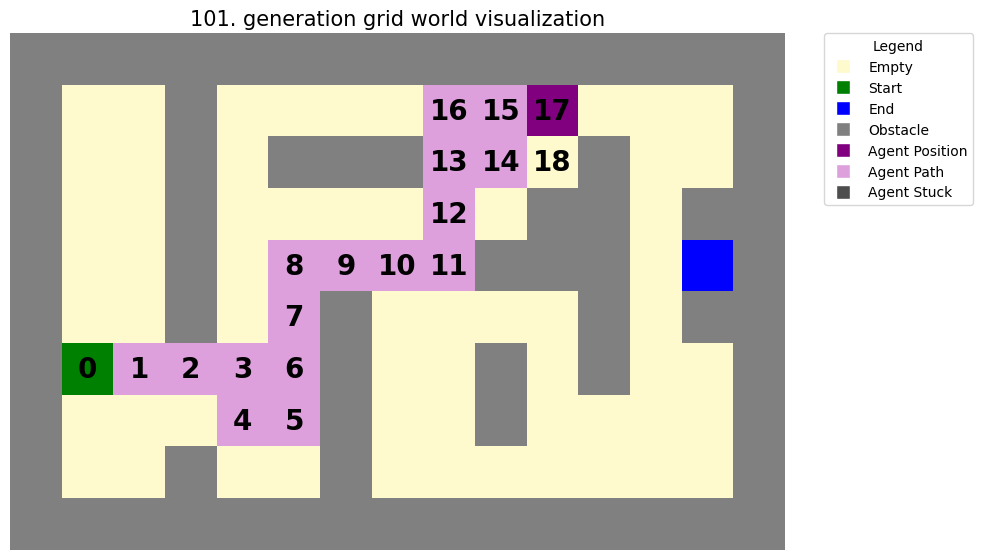 101. generation grid world visualization
16 15 17
13 14 18
12
8 9 10 11
7
0 1 2 3 6
4 5
Legend
Empty
Start
End
Obstacle
Agent Position
Agent Path
Agent Stuck